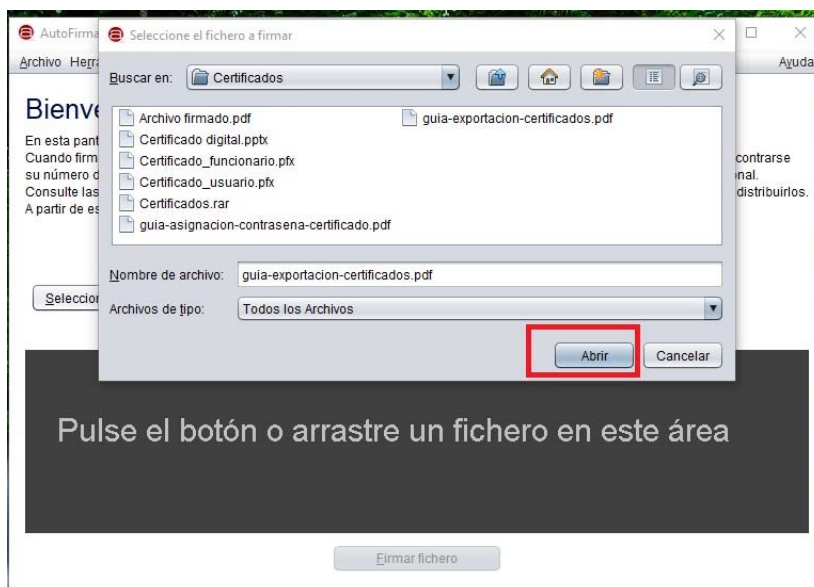 AutoFirma
Seleccione el fichero a firmar
Archivo Herra
Ayuda
Buscar en: Certificados
Archivo firmado.pdf
guia-exportacion-certificados.pdf
Certificado digital.pptx
Certificado_funcionario.pfx
Certificado_usuario.pfx
Certificados.rar
guia-asignacion-contrasena-certificado.pdf
Nombre de archivo: guia-exportacion-certificados.pdf
Archivos de tipo: Todos los Archivos
Abrir Cancelar
Bienve
En esta pant
Cuando firm contrarse
su número d onal.
Consulte las distribuirlos.
A partir de es
Seleccior
Pulse el botón o arrastre un fichero en este área
Firmar fichero